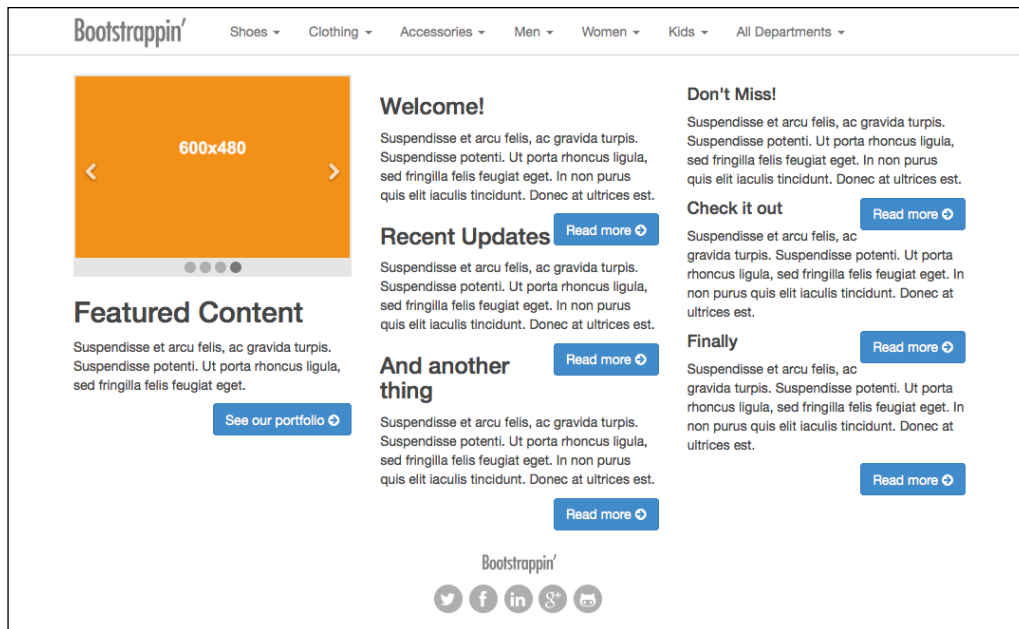 Bootstrappin'
Shoes Clothing Accessories Men Women Kids All Departments
600x480
Featured Content
Suspendisse et arcu felis, ac gravida turpis.
Suspendisse potenti. Ut porta rhoncus ligula,
sed fringilla felis feugiat eget.
See our portfolio
Welcome!
Suspendisse et arcu felis, ac gravida turpis.
Suspendisse potenti. Ut porta rhoncus ligula,
sed fringilla felis feugiat eget. In non purus
quis elit iaculis tincidunt. Donec at ultrices est.
Read more
Recent Updates
Suspendisse et arcu felis, ac gravida turpis.
Suspendisse potenti. Ut porta rhoncus ligula,
sed fringilla felis feugiat eget. In non purus
quis elit iaculis tincidunt. Donec at ultrices est.
Read more
And another
thing
Suspendisse et arcu felis, ac gravida turpis.
Suspendisse potenti. Ut porta rhoncus ligula,
sed fringilla felis feugiat eget. In non purus
quis elit iaculis tincidunt. Donec at ultrices est.
Read more
Don't Miss!
Suspendisse et arcu felis, ac gravida turpis.
Suspendisse potenti. Ut porta rhoncus ligula,
sed fringilla felis feugiat eget. In non purus
quis elit iaculis tincidunt. Donec at ultrices est.
Read more
Check it out
Suspendisse et arcu felis, ac
gravida turpis. Suspendisse potenti. Ut porta
rhoncus ligula, sed fringilla felis feugiat eget. In
non purus quis elit iaculis tincidunt. Donec at
ultrices est.
Read more
Finally
Suspendisse et arcu felis, ac
gravida turpis. Suspendisse potenti. Ut porta
rhoncus ligula, sed fringilla felis feugiat eget. In
non purus quis elit iaculis tincidunt. Donec at
ultrices est.
Read more
Bootstrappin'
f in g+